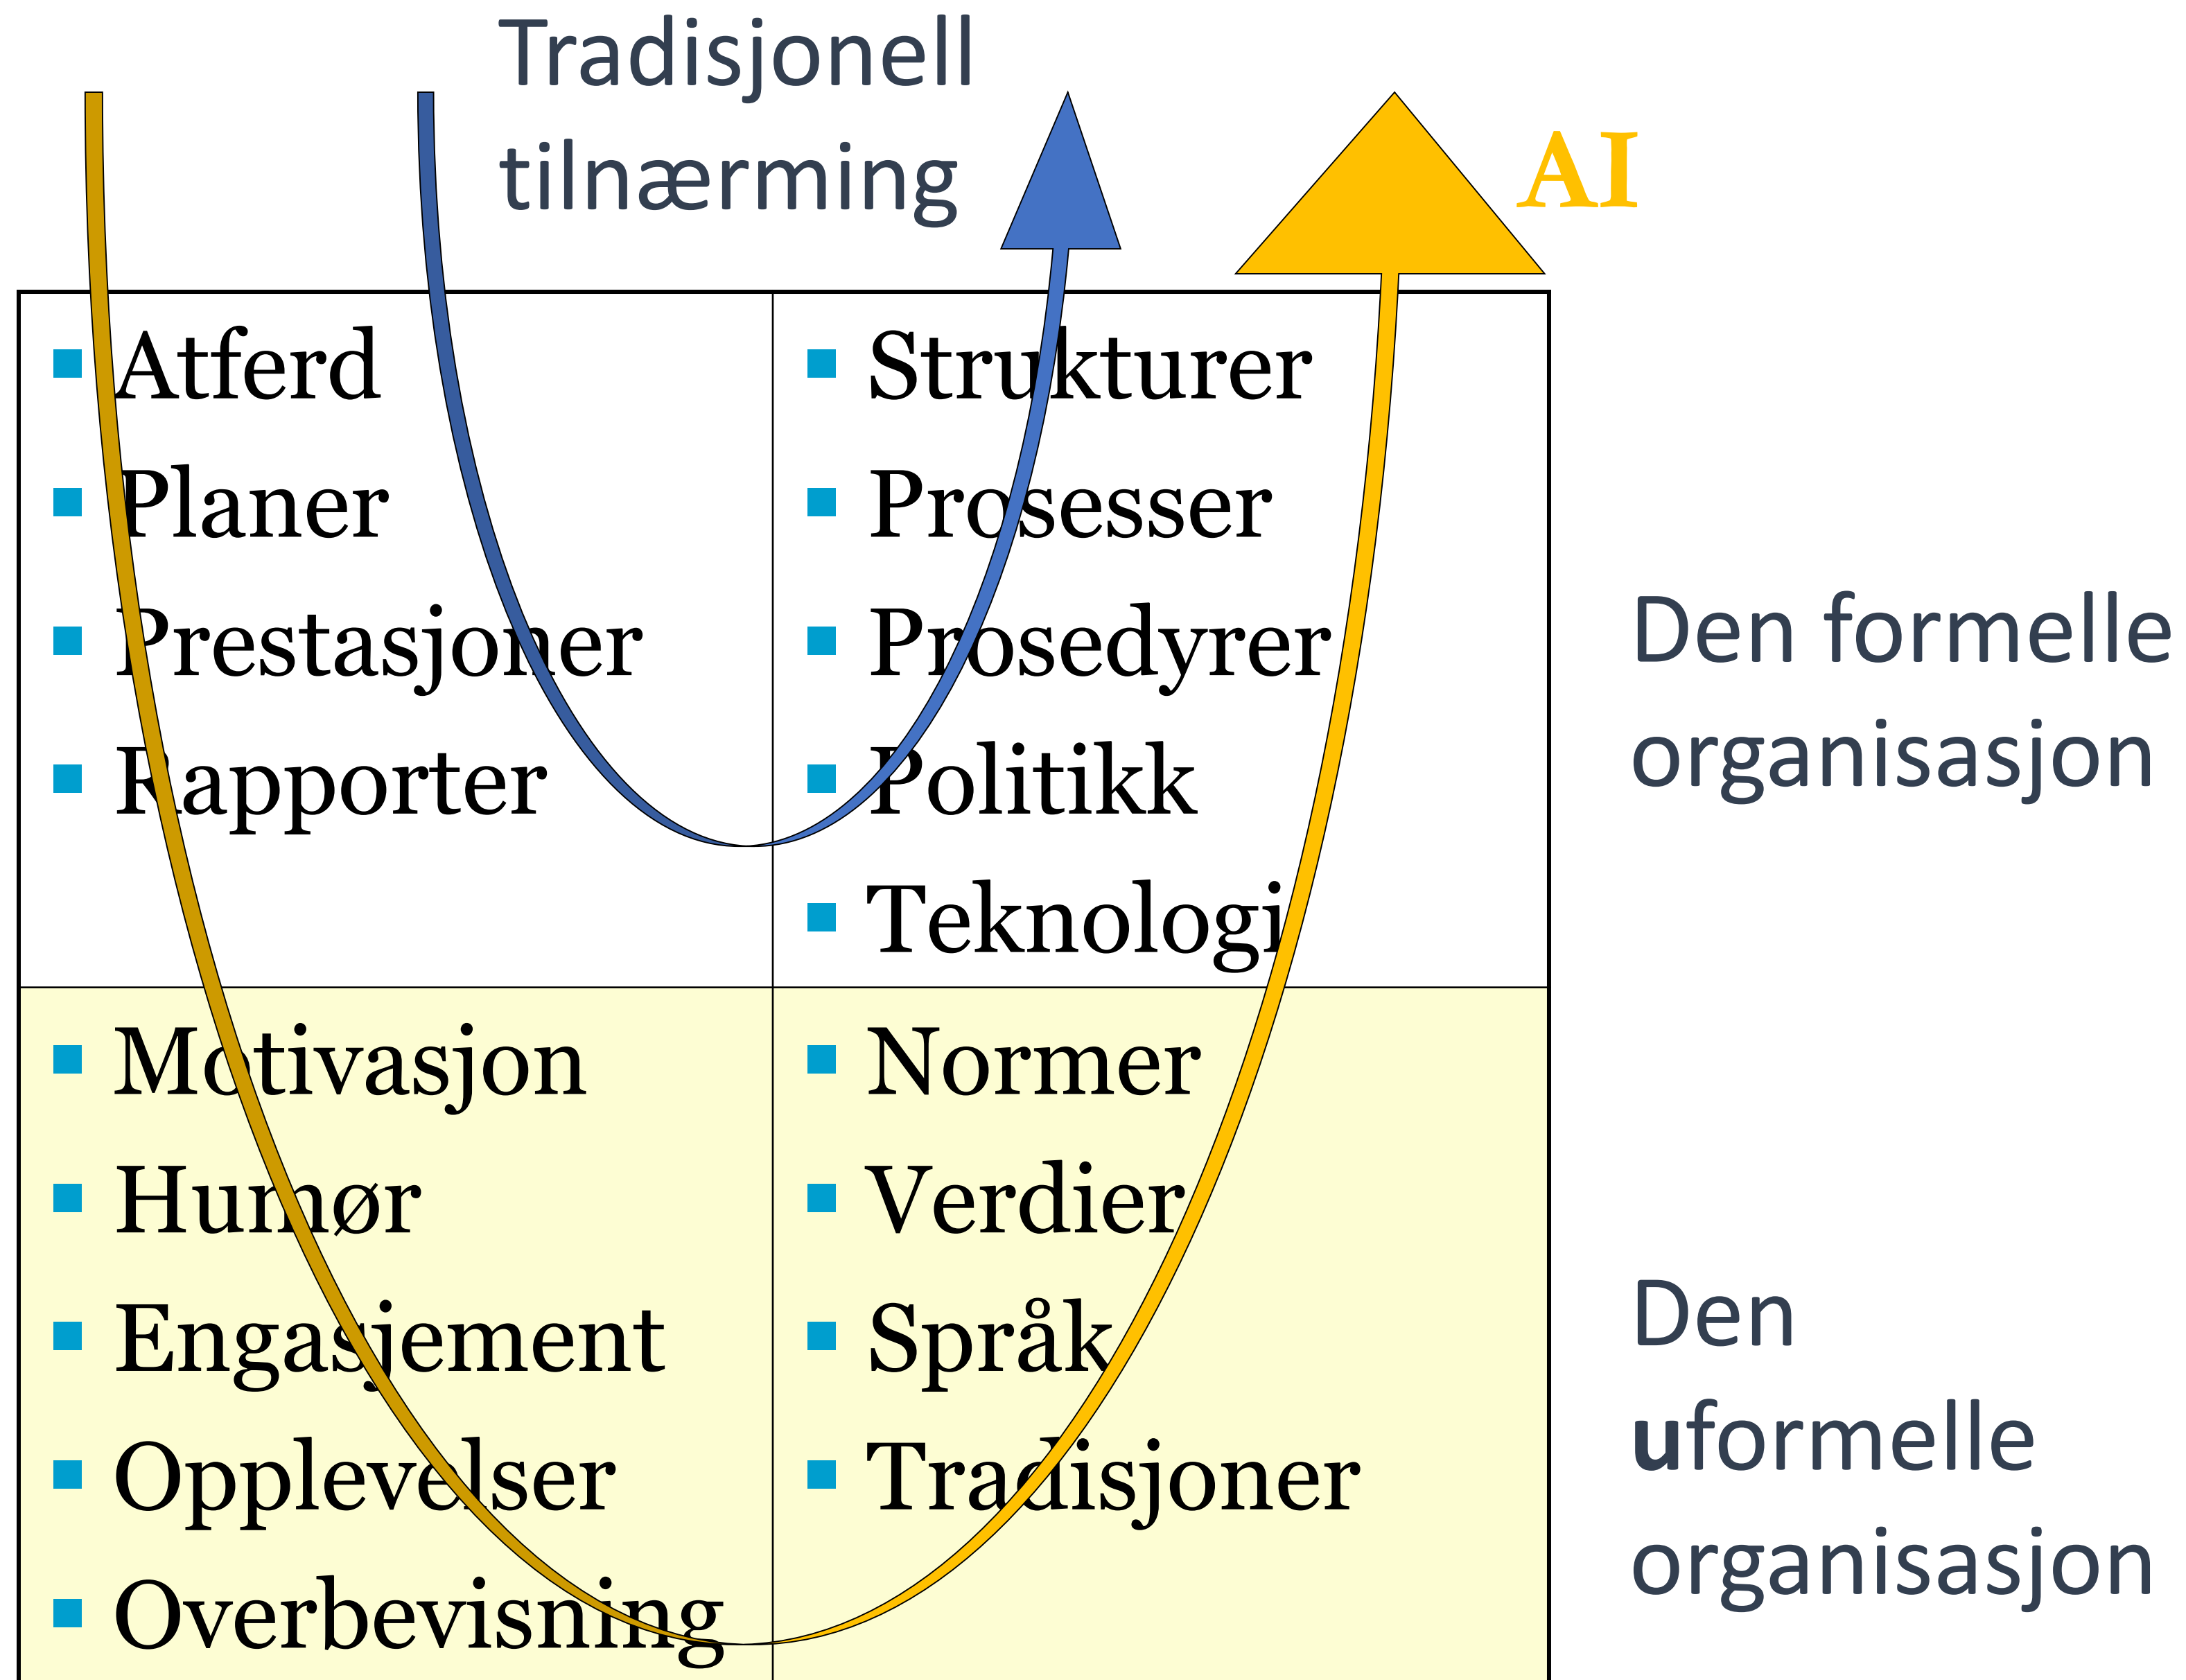 Tradisjonell
tilnærming
AI
Atferd
Planer
Prestasjoner
Rapporter
Strukturer
Prosesser
Prosedyrer
Politikk
Teknologi
Den formelle
organisasjon
Motivasjon
Humør
Engasjement
Opplevelser
Overbevisning
Normer
Verdier
Språk
Tradisjoner
Den
uformelle
organisasjon